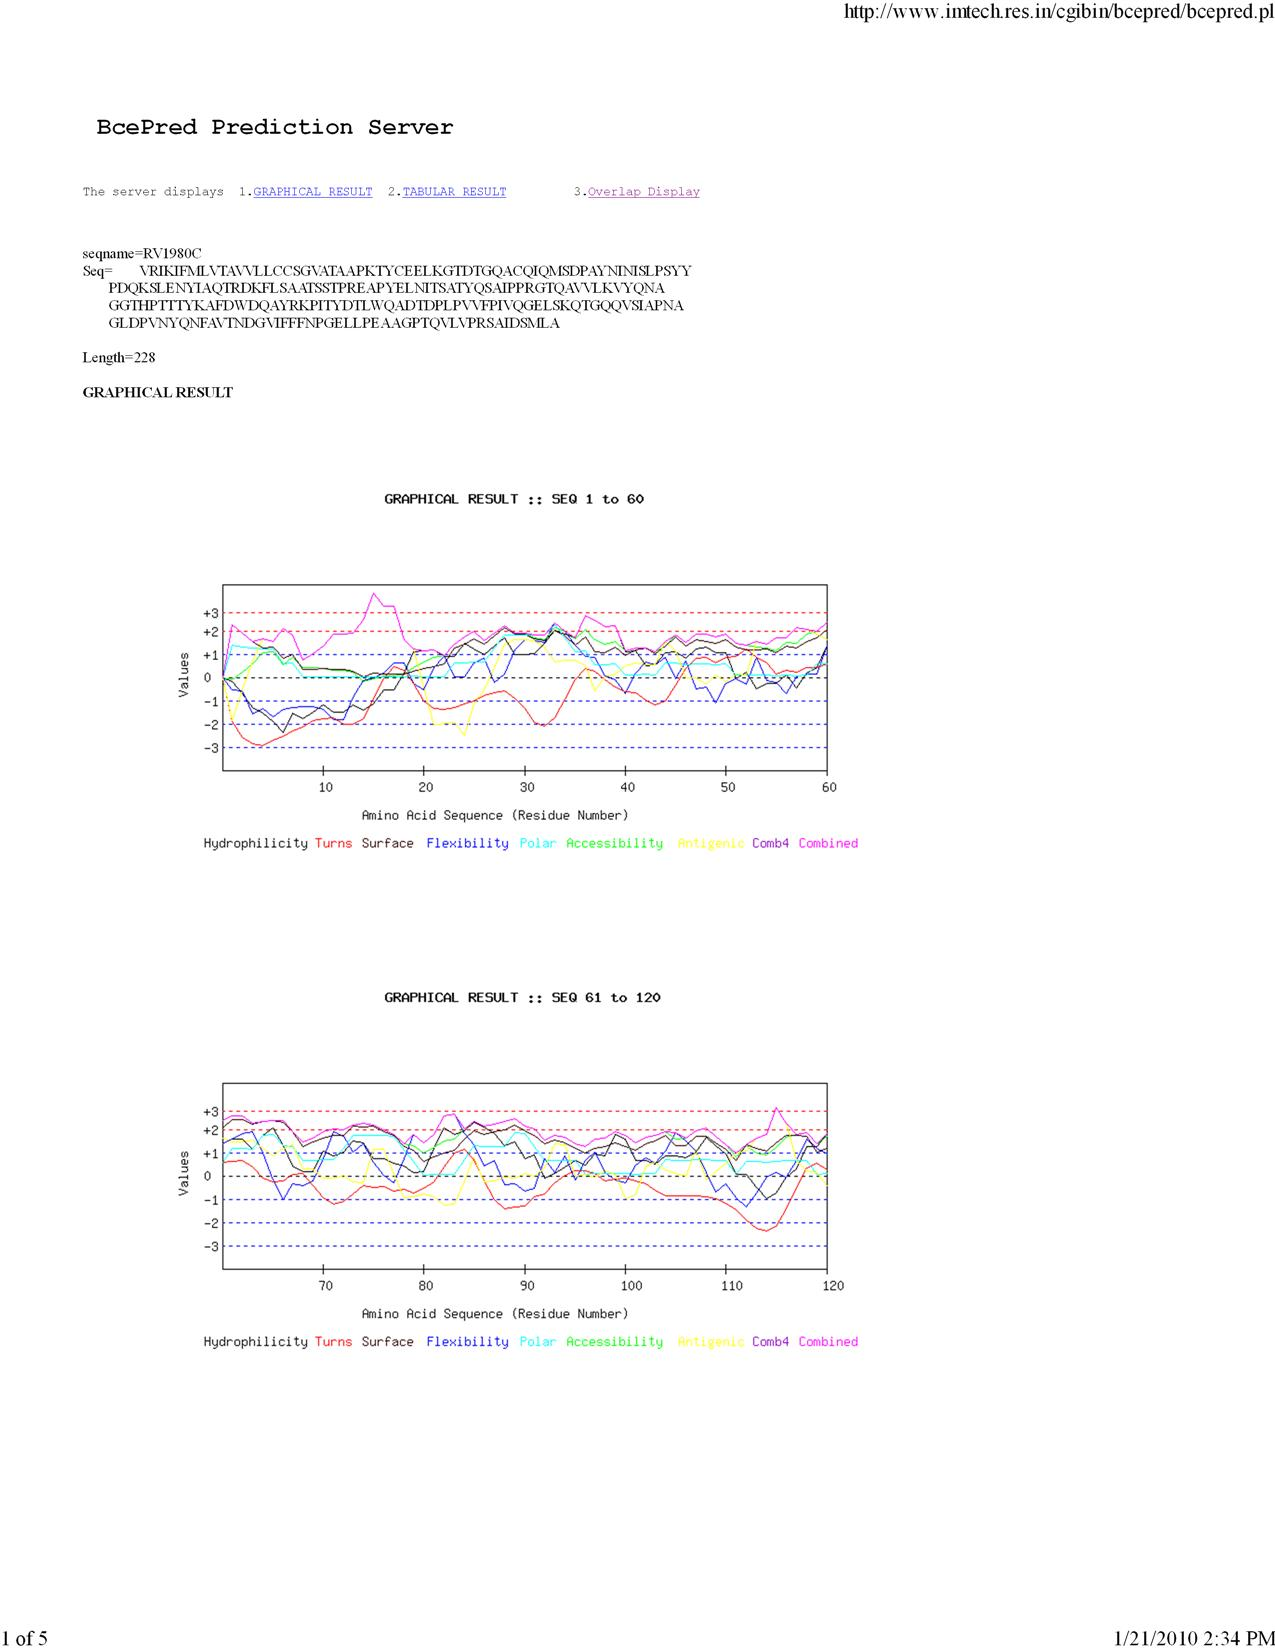 http://www.imtech.res.in/cgibin/bcepred/bcepred.pl
BcePred Prediction Server
The server displays 1.GRAPHICAL RESULT 2.TABULAR RESULT 3.Overlap Display
seqname=RV1980C
Seq= VRIKIFMLVTAVVLLCCSGVATAAPKTYCEELKGTDTGQACQIQMSDPAYNINISLPSYY
PDQKSLENYIAQTRDKFLSAATSSTPREAPYELNITSATYQSAIPPRGTQAVVLKVYQNA
GGTHPTTTYKAFDWDQAYRKPITYDTLWQADTDPLPVVFPIVQGELSKQTGQQVSIAPNA
GLDPVNYQNFAVTNDGVIFFFNPGELLPEAAGPTQVLVPRSAIDSMLA
Length=228
GRAPHICAL RESULT
GRAPHICAL RESULT :: SEQ 1 to 60
+3
+2
+1
0
-1
-2
-3
Values
10 20 30 40 50 60
Amino Acid Sequence (Residue Number)
Hydrophilicity Turns Surface Flexibility Polar Accessibility Antigenic Comb4 Combined
GRAPHICAL RESULT :: SEQ 61 to 120
+3
+2
+1
0
-1
-2
-3
Values
70 80 90 100 110 120
Amino Acid Sequence (Residue Number)
Hydrophilicity Turns Surface Flexibility Polar Accessibility Antigenic Comb4 Combined
1 of 5 1/21/2010 2:34 PM